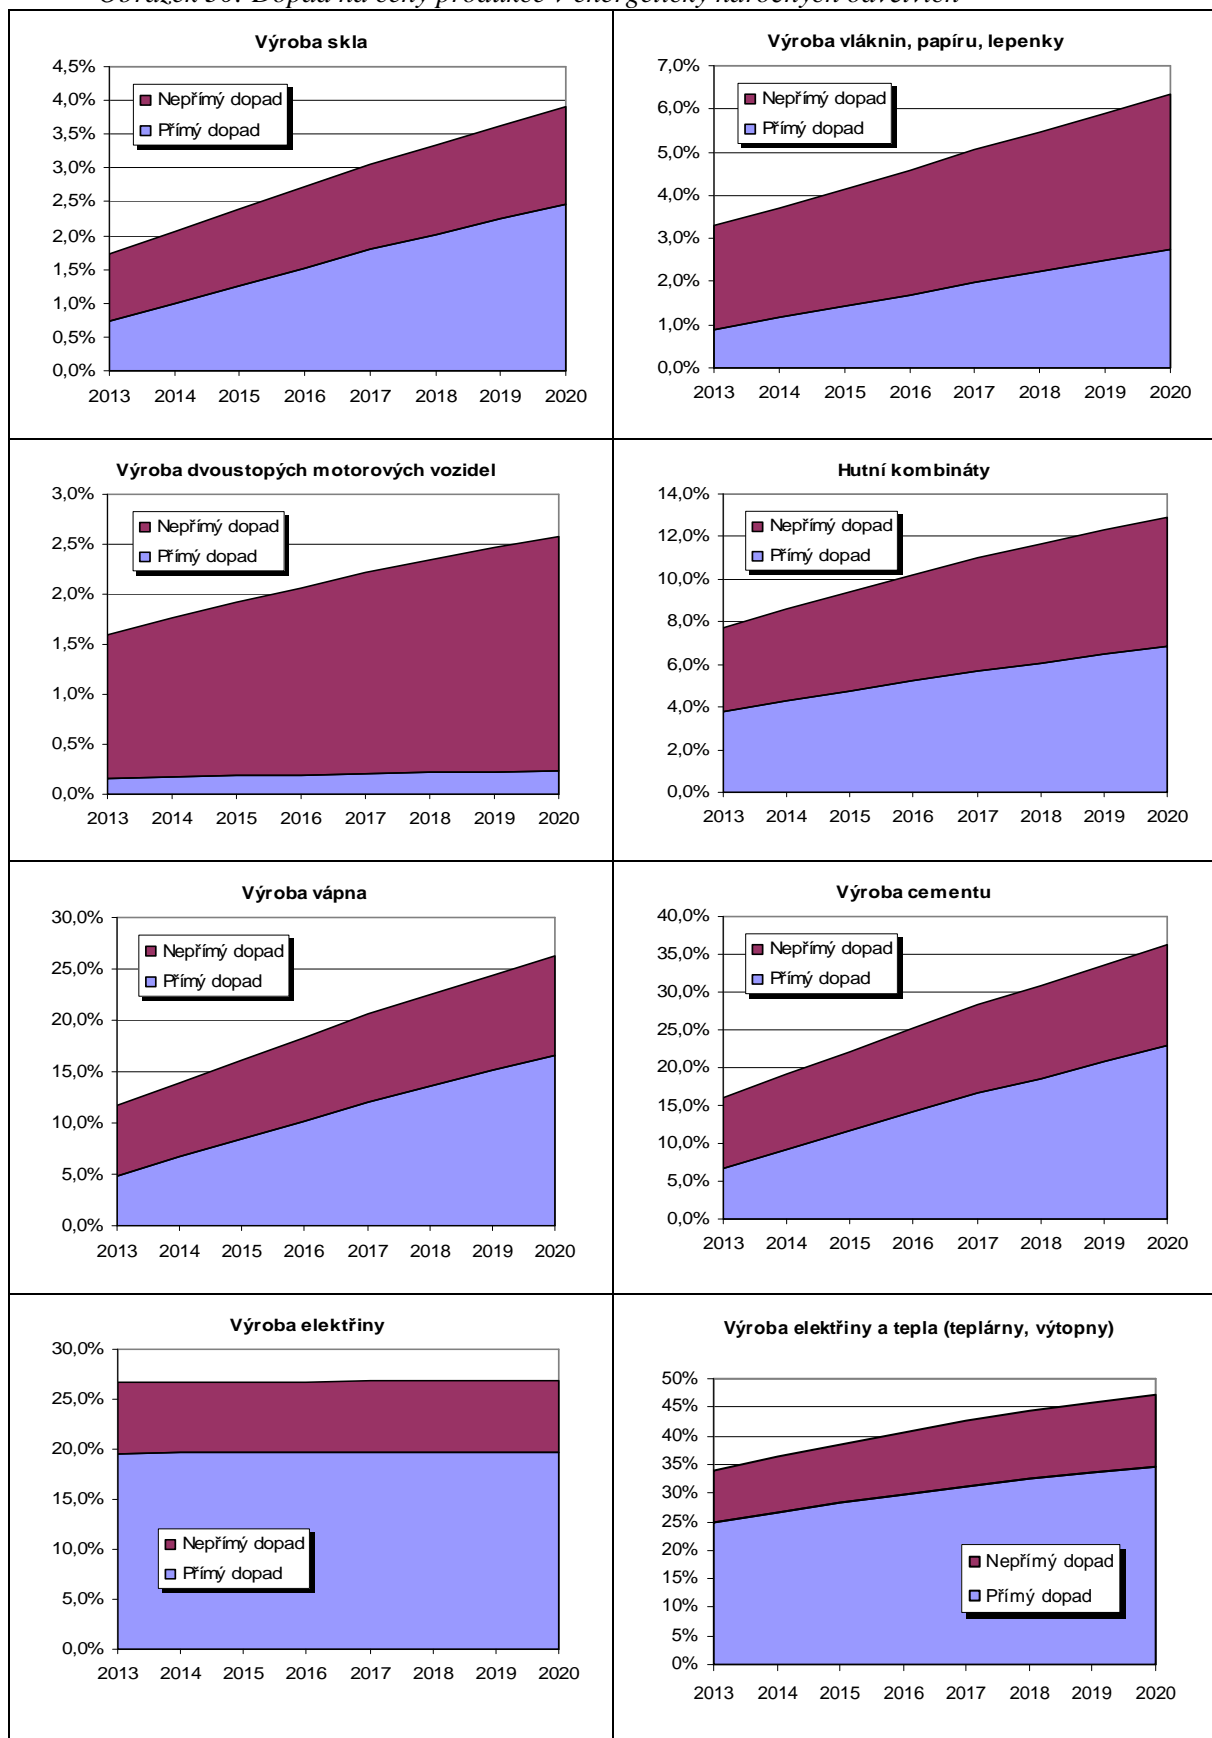 Obrázek 30: Dopad na ceny produkce v energeticky náročných odvětvích
Výroba skla
4,5%
4,0%
3,5%
3,0%
2,5%
2,0%
1,5%
1,0%
0,5%
0,0%
Nepřímý dopad
Přímý dopad
2013 2014 2015 2016 2017 2018 2019 2020
Výroba vláknin, papíru, lepenky
7,0%
6,0%
5,0%
4,0%
3,0%
2,0%
1,0%
0,0%
Nepřímý dopad
Přímý dopad
2013 2014 2015 2016 2017 2018 2019 2020
Výroba dvoustopých motorových vozidel
3,0%
2,5%
2,0%
1,5%
1,0%
0,5%
0,0%
Nepřímý dopad
Přímý dopad
2013 2014 2015 2016 2017 2018 2019 2020
Hutní kombináty
14,0%
12,0%
10,0%
8,0%
6,0%
4,0%
2,0%
0,0%
Nepřímý dopad
Přímý dopad
2013 2014 2015 2016 2017 2018 2019 2020
Výroba vápna
30,0%
25,0%
20,0%
15,0%
10,0%
5,0%
0,0%
Nepřímý dopad
Přímý dopad
2013 2014 2015 2016 2017 2018 2019 2020
Výroba cementu
40,0%
35,0%
30,0%
25,0%
20,0%
15,0%
10,0%
5,0%
0,0%
Nepřímý dopad
Přímý dopad
2013 2014 2015 2016 2017 2018 2019 2020
Výroba elektřiny
30,0%
25,0%
20,0%
15,0%
10,0%
5,0%
0,0%
Nepřímý dopad
Přímý dopad
2013 2014 2015 2016 2017 2018 2019 2020
Výroba elektřiny a tepla (teplárny, výtopny)
50%
45%
40%
35%
30%
25%
20%
15%
10%
5%
0%
Nepřímý dopad
Přímý dopad
2013 2014 2015 2016 2017 2018 2019 2020